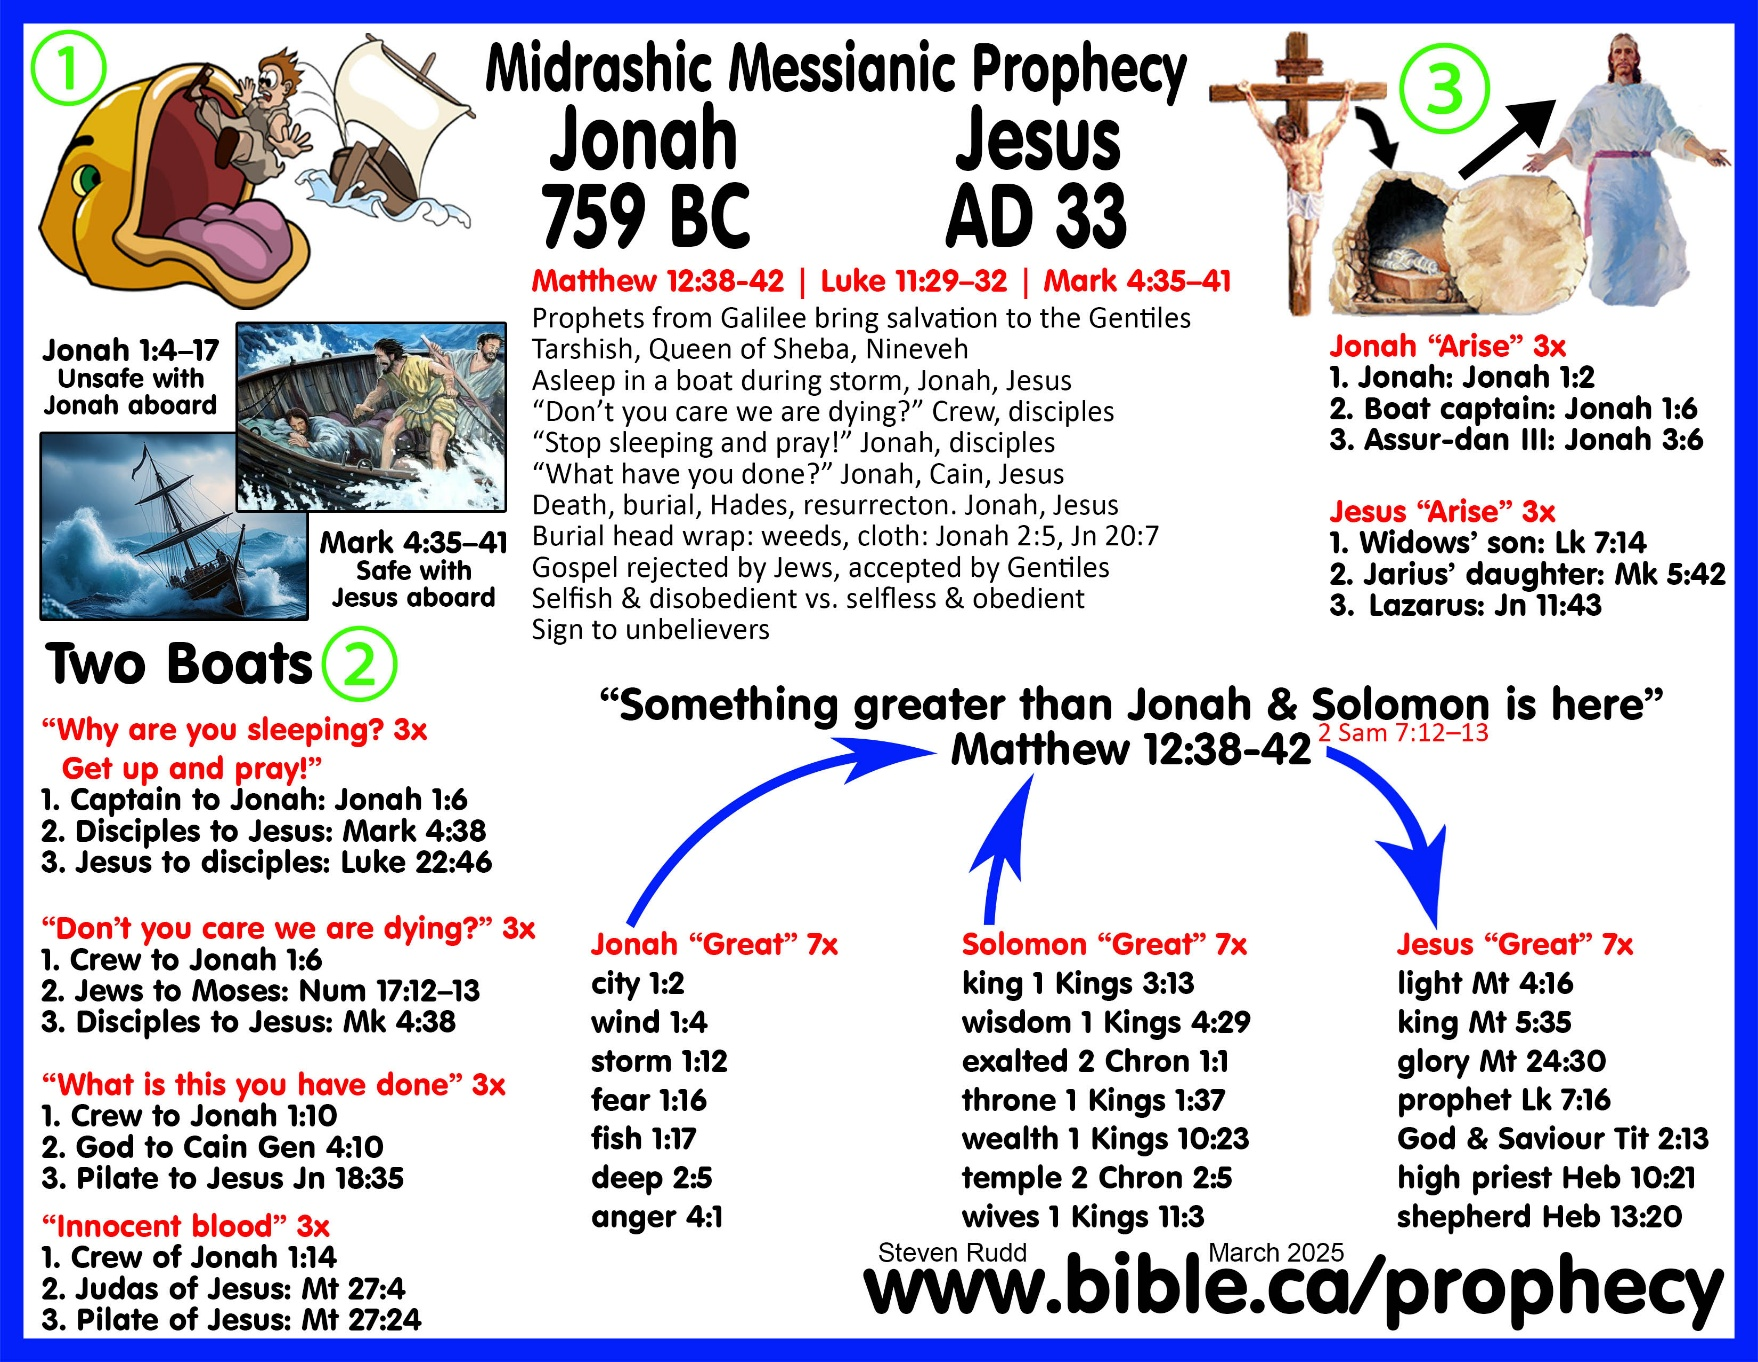 1
Midrashic Messianic Prophecy
Jonah Jesus
759 BC AD 33
3
Matthew 12:38-42 | Luke 11:29–32 | Mark 4:35–41
Prophets from Galilee bring salvation to the Gentiles
Tarshish, Queen of Sheba, Nineveh
Asleep in a boat during storm, Jonah, Jesus
“Don’t you care we are dying?” Crew, disciples
“Stop sleeping and pray!” Jonah, disciples
“What have you done?” Jonah, Cain, Jesus
Death, burial, Hades, resurrecton. Jonah, Jesus
Burial head wrap: weeds, cloth: Jonah 2:5, Jn 20:7
Gospel rejected by Jews, accepted by Gentiles
Selfish & disobedient vs. selfless & obedient
Sign to unbelievers
Jonah 1:4–17
Unsafe with
Jonah aboard
Mark 4:35–41
Safe with
Jesus aboard
Two Boats 2
“Why are you sleeping? 3x
Get up and pray!”
1. Captain to Jonah: Jonah 1:6
2. Disciples to Jesus: Mark 4:38
3. Jesus to disciples: Luke 22:46
“Don’t you care we are dying?” 3x
1. Crew to Jonah 1:6
2. Jews to Moses: Num 17:12–13
3. Disciples to Jesus: Mk 4:38
“What is this you have done” 3x
1. Crew to Jonah 1:10
2. God to Cain Gen 4:10
3. Pilate to Jesus Jn 18:35
“Innocent blood” 3x
1. Crew of Jonah 1:14
2. Judas of Jesus: Mt 27:4
3. Pilate of Jesus: Mt 27:24
Jonah “Arise” 3x
1. Jonah: Jonah 1:2
2. Boat captain: Jonah 1:6
3. Assur-dan III: Jonah 3:6
Jesus “Arise” 3x
1. Widows’ son: Lk 7:14
2. Jarius’ daughter: Mk 5:42
3. Lazarus: Jn 11:43
“Something greater than Jonah & Solomon is here”
Matthew 12:38-42 2 Sam 7:12–13
Jonah “Great” 7x
city 1:2
wind 1:4
storm 1:12
fear 1:16
fish 1:17
deep 2:5
anger 4:1
Solomon “Great” 7x
king 1 Kings 3:13
wisdom 1 Kings 4:29
exalted 2 Chron 1:1
throne 1 Kings 1:37
wealth 1 Kings 10:23
temple 2 Chron 2:5
wives 1 Kings 11:3
Jesus “Great” 7x
light Mt 4:16
king Mt 5:35
glory Mt 24:30
prophet Lk 7:16
God & Saviour Tit 2:13
high priest Heb 10:21
shepherd Heb 13:20
Steven Rudd March 2025
www.bible.ca/prophecy